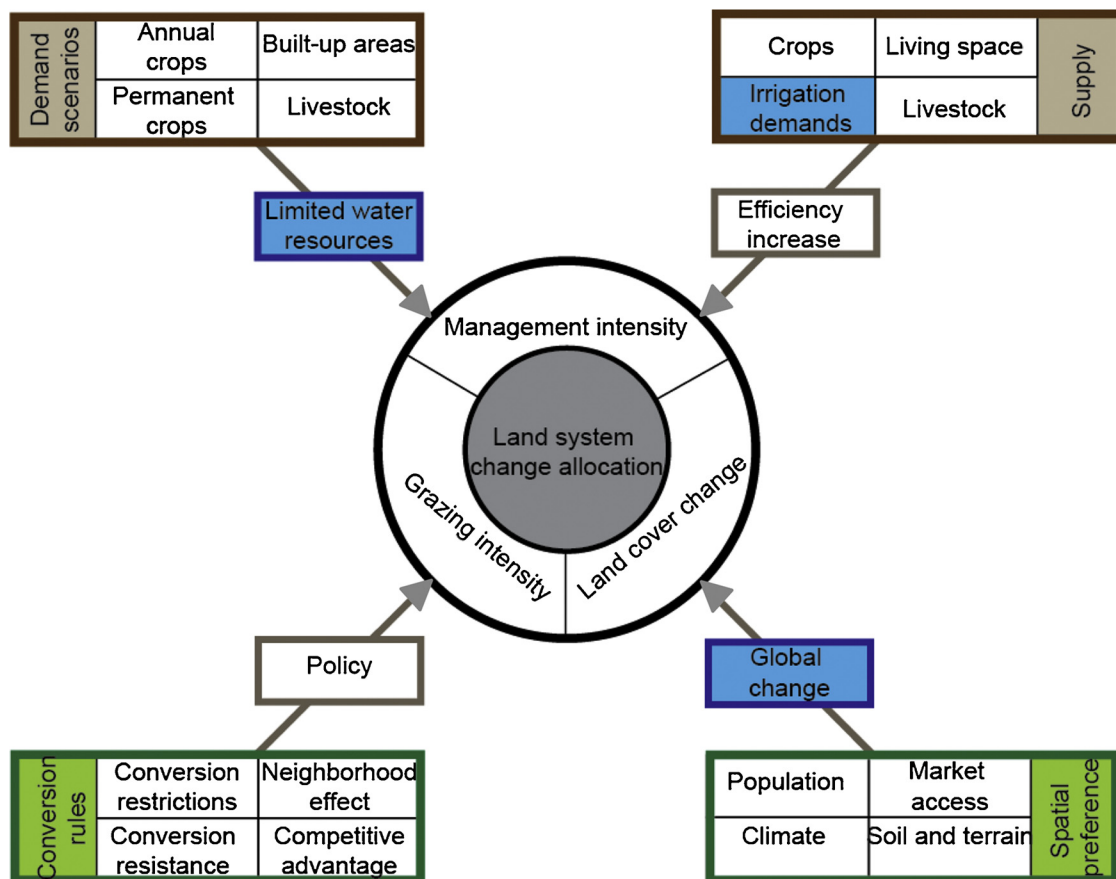 Demand
scenarios
Annual
crops
Built-up areas
Permanent
crops
Livestock
Crops
Living space
Irrigation
demands
Livestock
Supply
Limited water
resources
Efficiency
increase
Management intensity
Land system
change allocation
Grazing intensity
Land cover change
Policy
Global
change
Conversion
rules
Conversion
restrictions
Neighborhood
effect
Conversion
resistance
Competitive
advantage
Population
Market
access
Climate
Soil and terrain
Spatial
preference